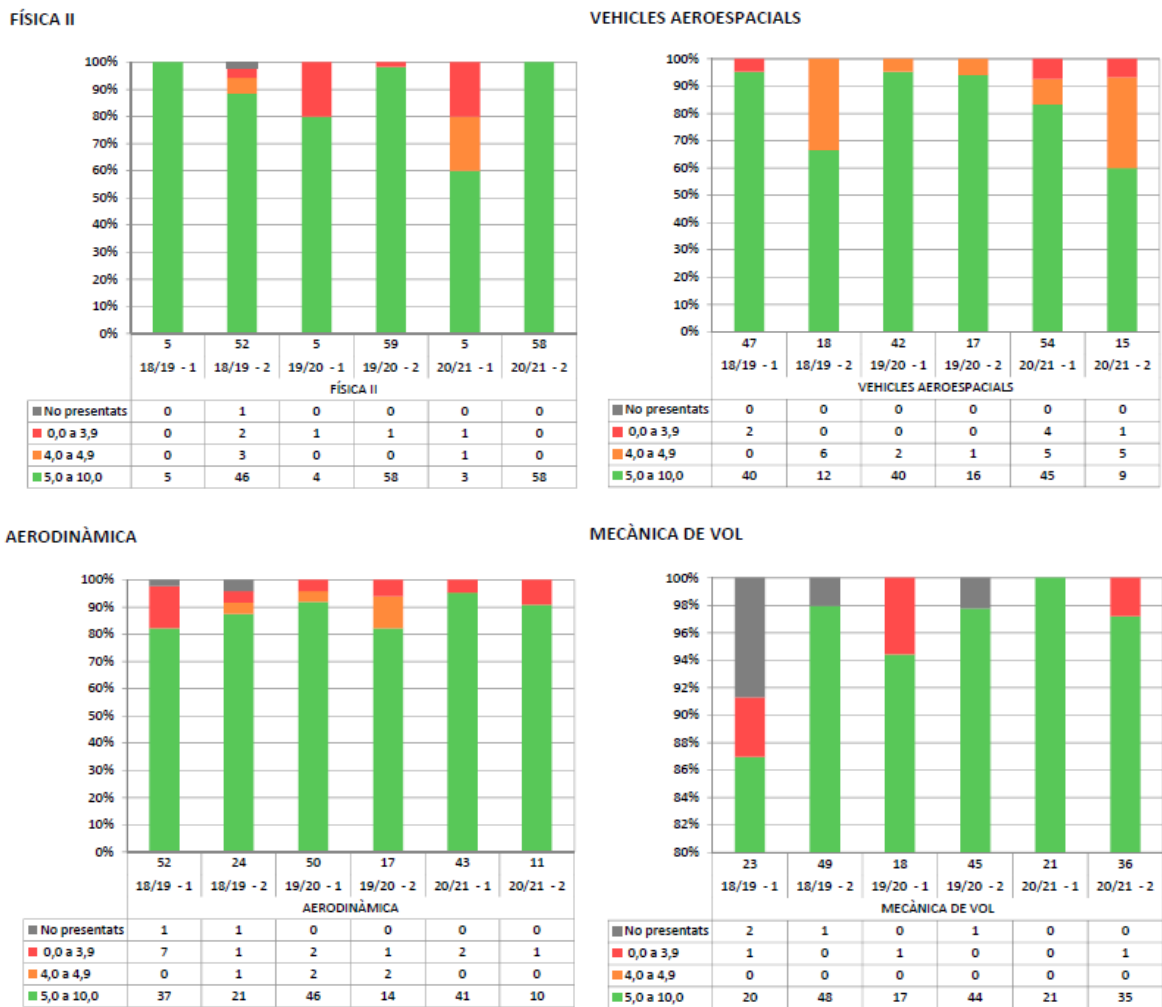 FÍSICA II
100%
90%
80%
70%
60%
50%
40%
30%
20%
10%
0%
5 52 5 59 5 58
18/19 - 1 18/19 - 2 19/20 - 1 19/20 - 2 20/21 - 1 20/21 - 2
FÍSICA II
No presentats 0 1 0 0 0 0
0,0 a 3,9 0 2 1 1 1 0
4,0 a 4,9 0 3 0 0 1 0
5,0 a 10,0 5 46 4 58 3 58
VEHICLES AEROESPACIALS
100%
90%
80%
70%
60%
50%
40%
30%
20%
10%
0%
47 18 42 17 54 15
18/19 - 1 18/19 - 2 19/20 - 1 19/20 - 2 20/21 - 1 20/21 - 2
VEHICLES AEROESPACIALS
No presentats 0 0 0 0 0 0
0,0 a 3,9 2 0 0 0 4 1
4,0 a 4,9 0 6 2 1 5 5
5,0 a 10,0 40 12 40 16 45 9
AERODINÀMICA
100%
90%
80%
70%
60%
50%
40%
30%
20%
10%
0%
52 24 50 17 43 11
18/19 - 1 18/19 - 2 19/20 - 1 19/20 - 2 20/21 - 1 20/21 - 2
AERODINÀMICA
No presentats 1 1 0 0 0 0
0,0 a 3,9 7 1 2 1 2 1
4,0 a 4,9 0 1 2 2 0 0
5,0 a 10,0 37 21 46 14 41 10
MECÀNICA DE VOL
100%
98%
96%
94%
92%
90%
88%
86%
84%
82%
80%
23 49 18 45 21 36
18/19 - 1 18/19 - 2 19/20 - 1 19/20 - 2 20/21 - 1 20/21 - 2
MECÀNICA DE VOL
No presentats 2 1 0 1 0 0
0,0 a 3,9 1 0 1 0 0 1
4,0 a 4,9 0 0 0 0 0 0
5,0 a 10,0 20 48 17 44 21 35